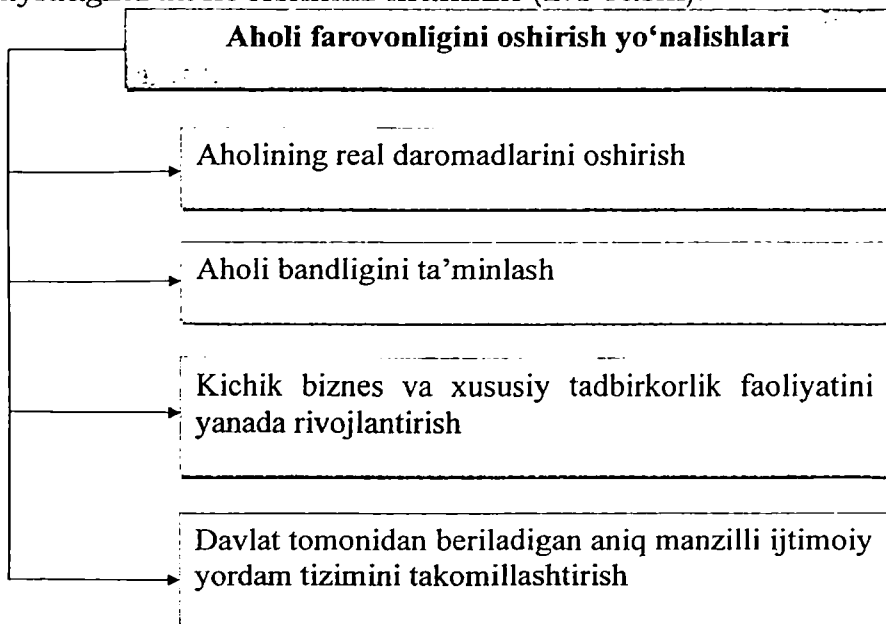 Aholi farovonligini oshirish yo‘nalishlari
Aholining real daromadlarini oshirish
Aholi bandligini ta’minlash
Kichik biznes va xususiy tadbirkorlik faoliyatini
yanada rivojlantirish
Davlat tomonidan beriladigan aniq manzilli ijtimoiy
yordam tizimini takomillashtirish